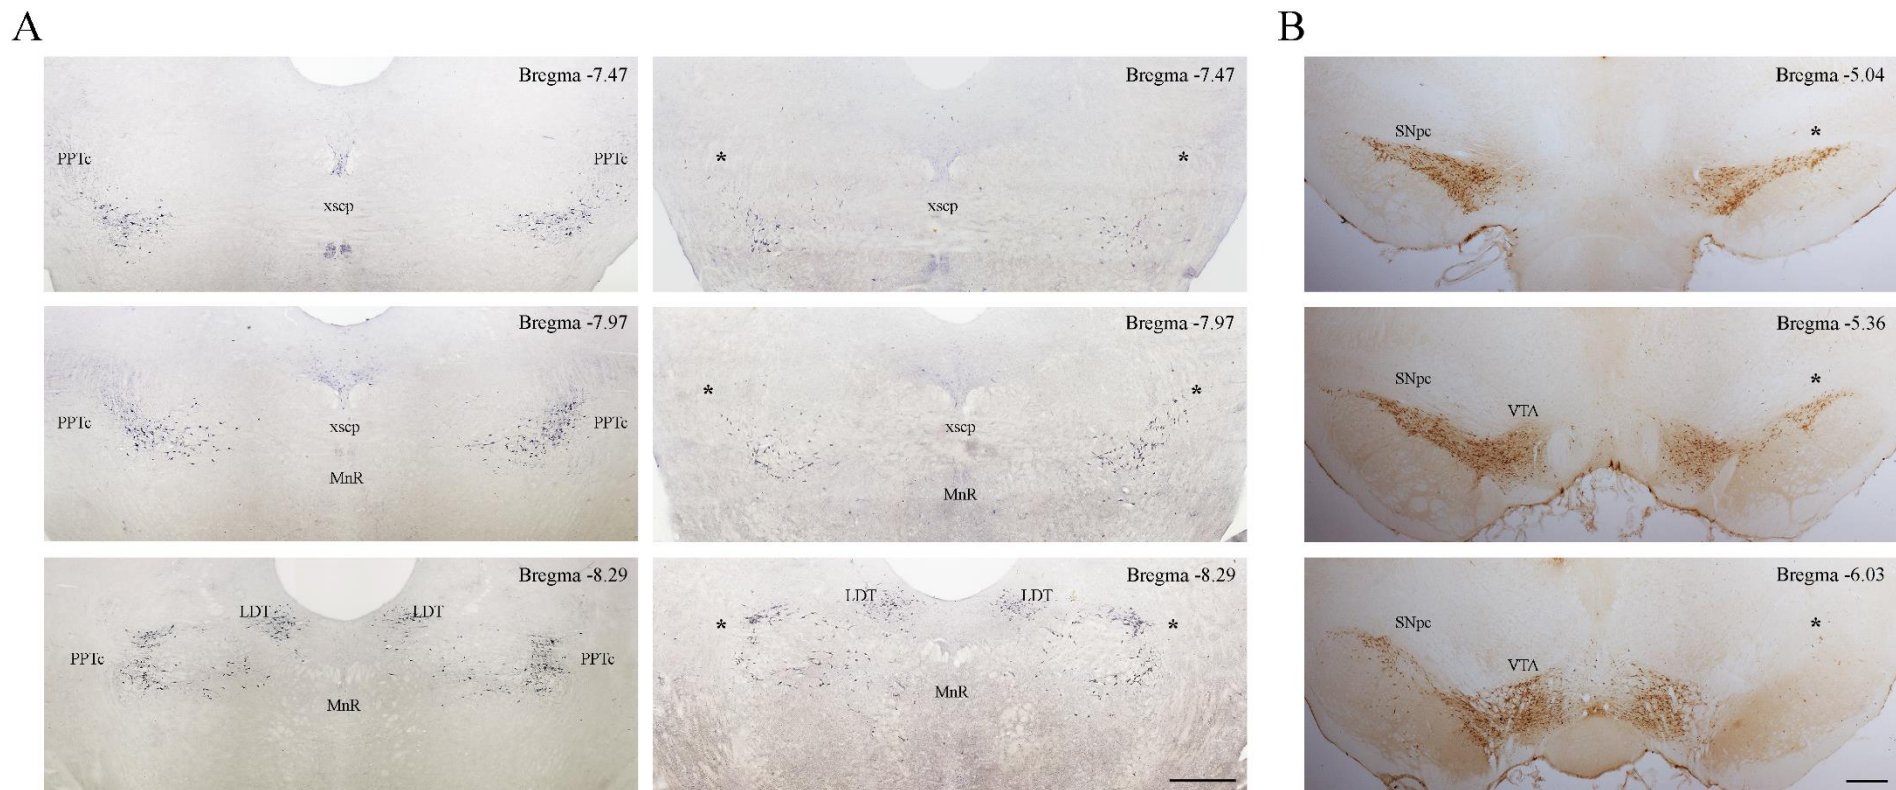 A
B
Bregma -7.47
PPTc
PPTc
xscp
Bregma -7.47
*
*
xscp
Bregma -5.04
SNpc
*
Bregma -7.97
PPTc
PPTc
xscp
MnR
Bregma -7.97
*
*
xscp
MnR
Bregma -5.36
SNpc
*
VTA
Bregma -8.29
LDT
LDT
PPTc
PPTc
MnR
Bregma -8.29
LDT
LDT
*
*
MnR
Bregma -6.03
SNpc
*
VTA